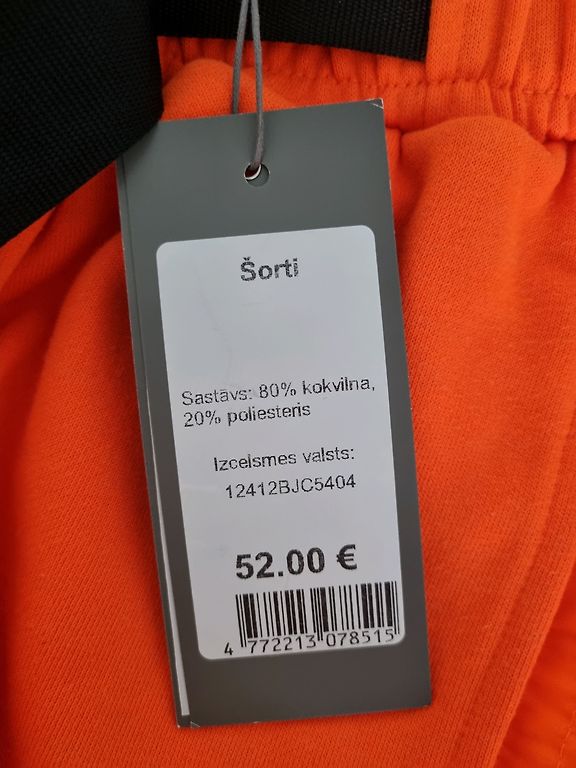 Šorti
Sastāvs: 80% kokvilna,
20% poliesteris
Izcelsmes valsts:
12412BJC5404
52.00 €
4 772213 078515